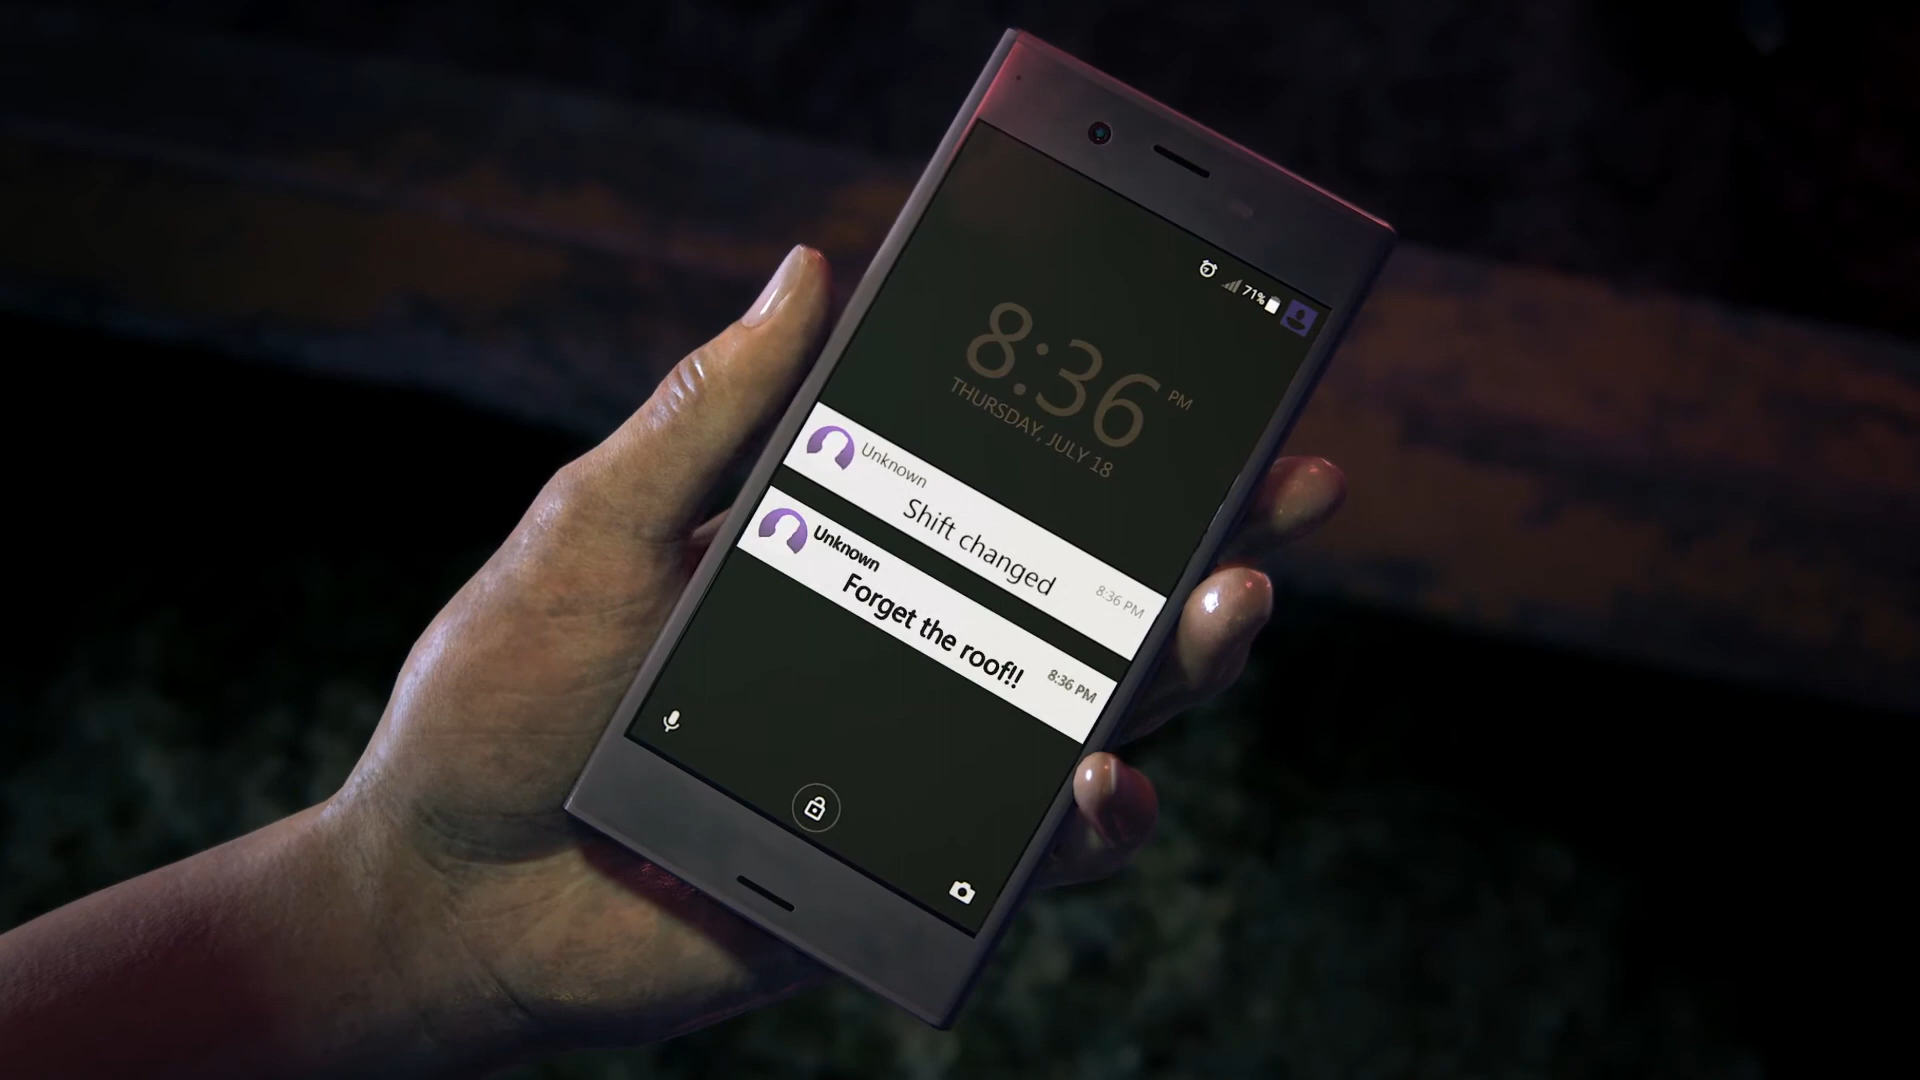 71%
8:36 PM
THURSDAY, JULY 18
Unknown
Shift changed
8:36 PM
Unknown
Forget the roof!!
8:36 PM